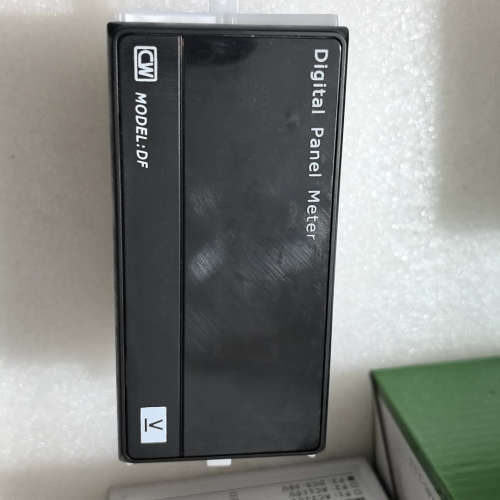 Digital Panel Meter
CW MODEL:DF
V